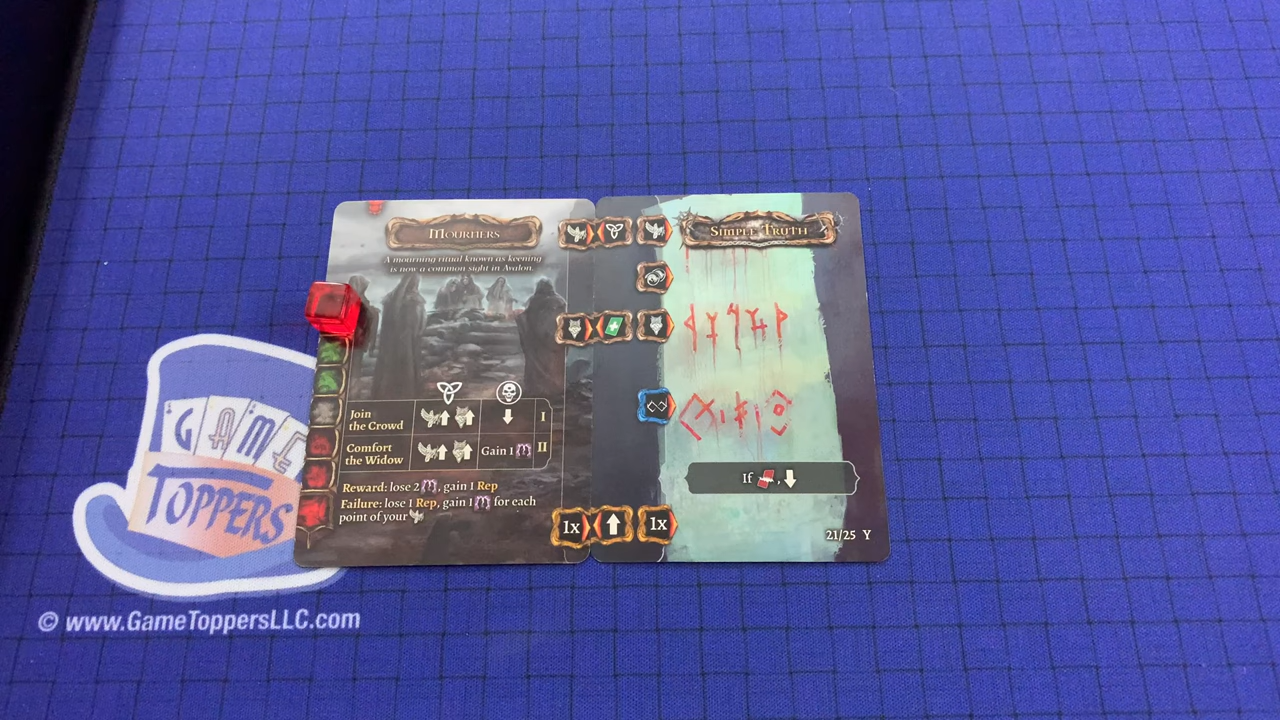 MOURNERS
A mourning ritual known as keening
is now a common sight in Avalon.
Join
the Crowd
I
Comfort
the Widow
Gain 1
II
Reward: lose 2 , gain 1 Rep
Failure: lose 1 Rep, gain 1 for each
point of your
1x
1x
SIMPLE TRUTH
If ,
21/25 Y
GAME
TOPPERS
© www.GameToppersLLC.com